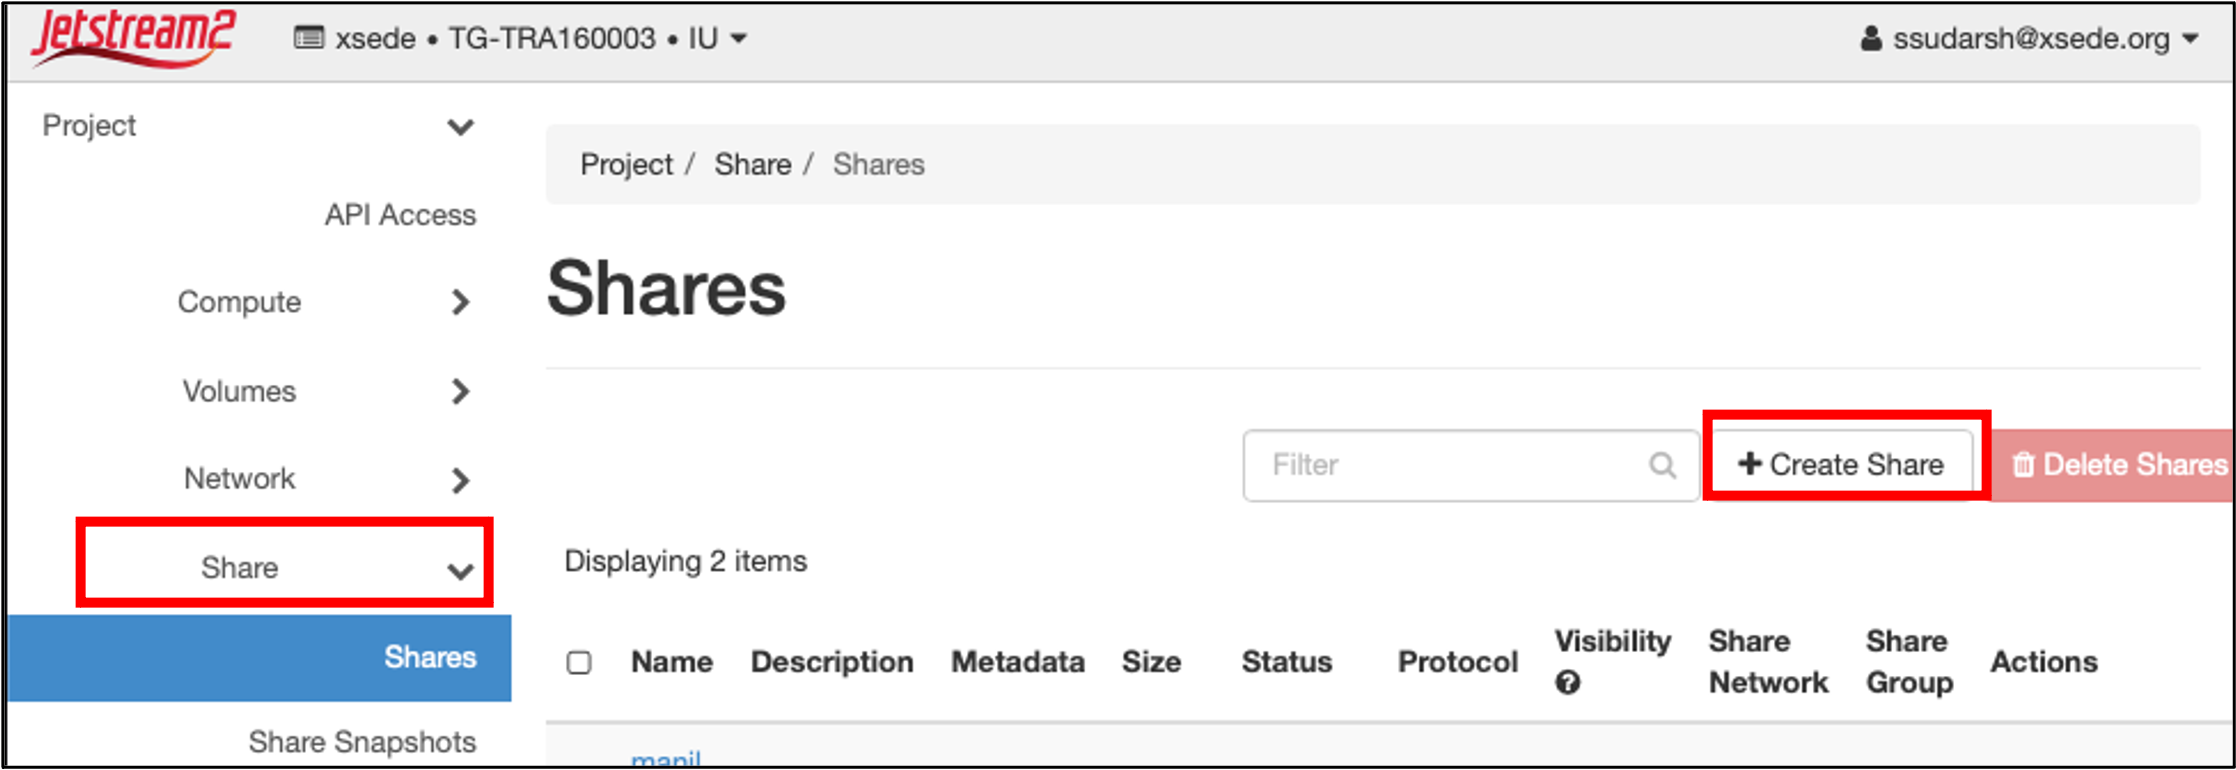 Jetstream2
xsede • TG-TRA160003 • IU
ssudarsh@xsede.org
Project
API Access
Compute
Volumes
Network
Share
Shares
Share Snapshots
Project / Share / Shares
Shares
Filter
Create Share
Delete Shares
Displaying 2 items
Name Description Metadata Size Status Protocol Visibility Share Network Share Group Actions